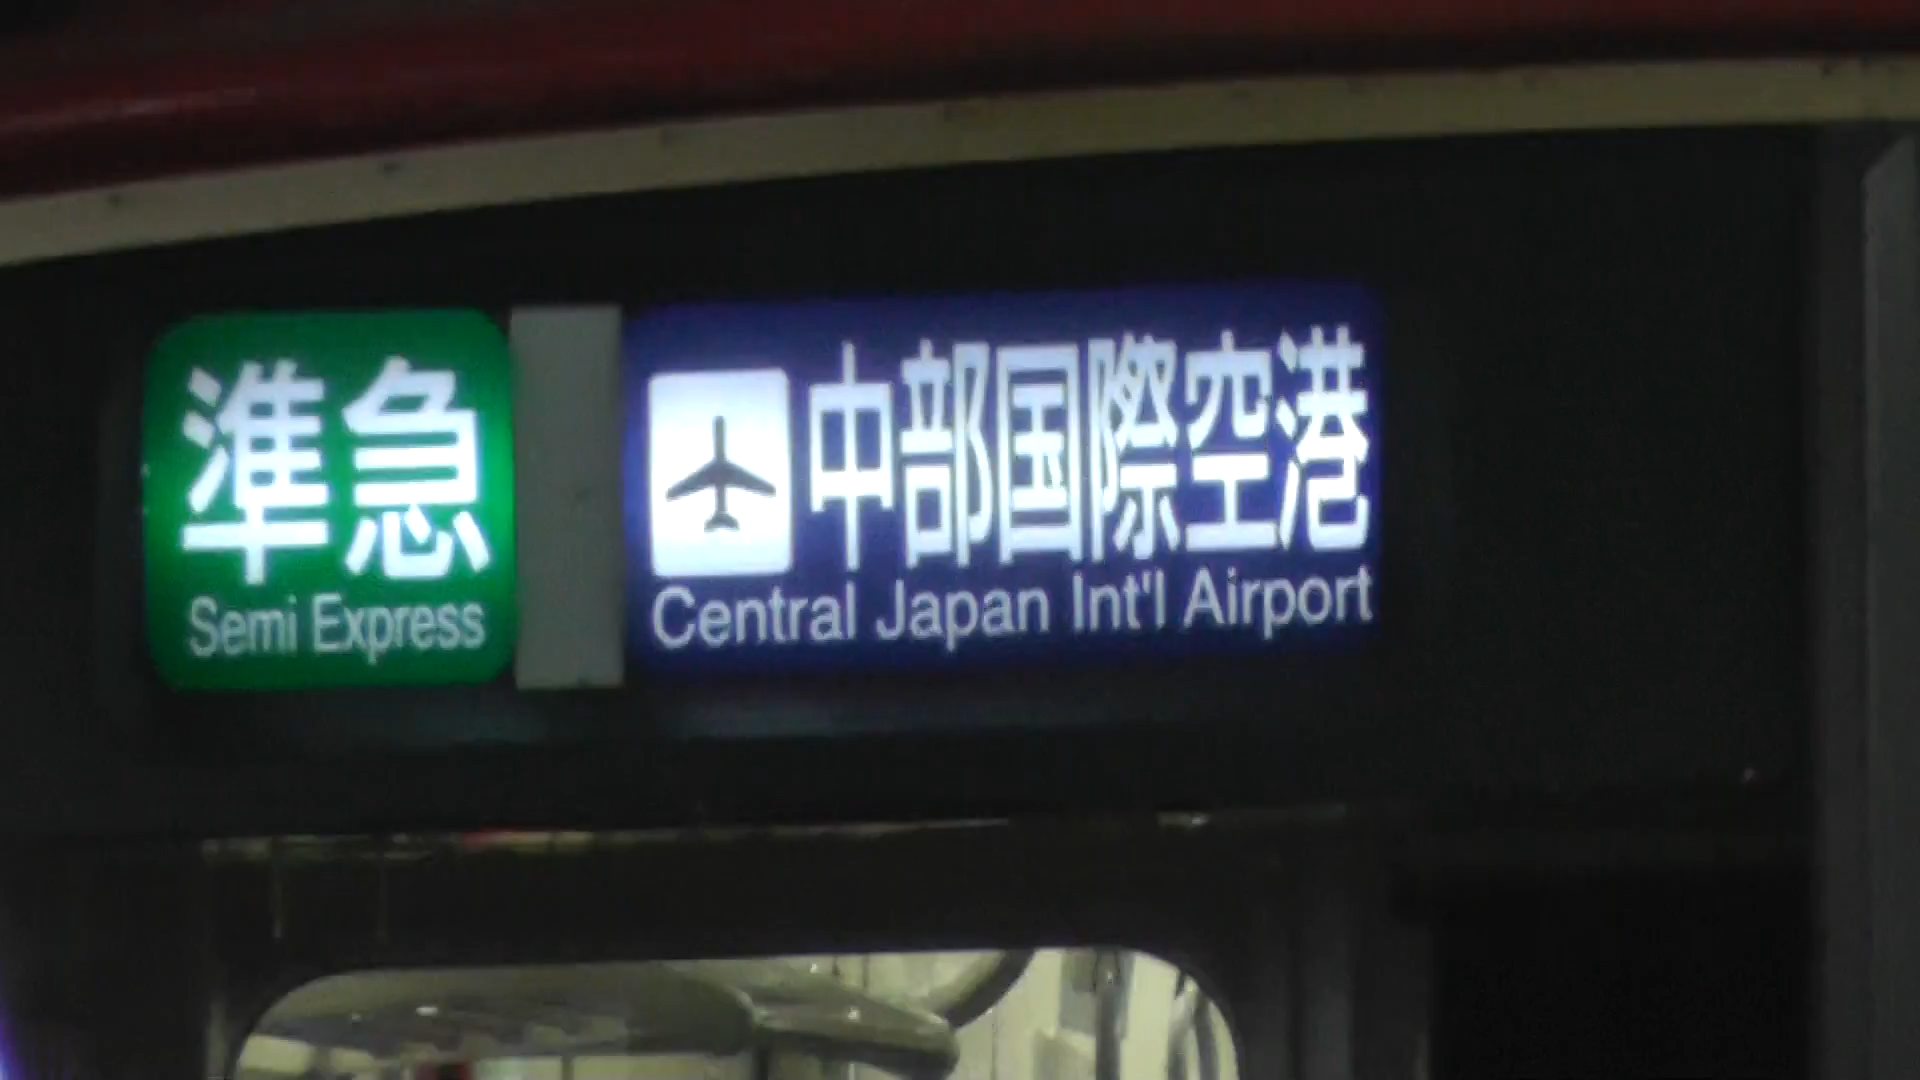 準急
Semi Express
中部国際空港
Central Japan Int'l Airport